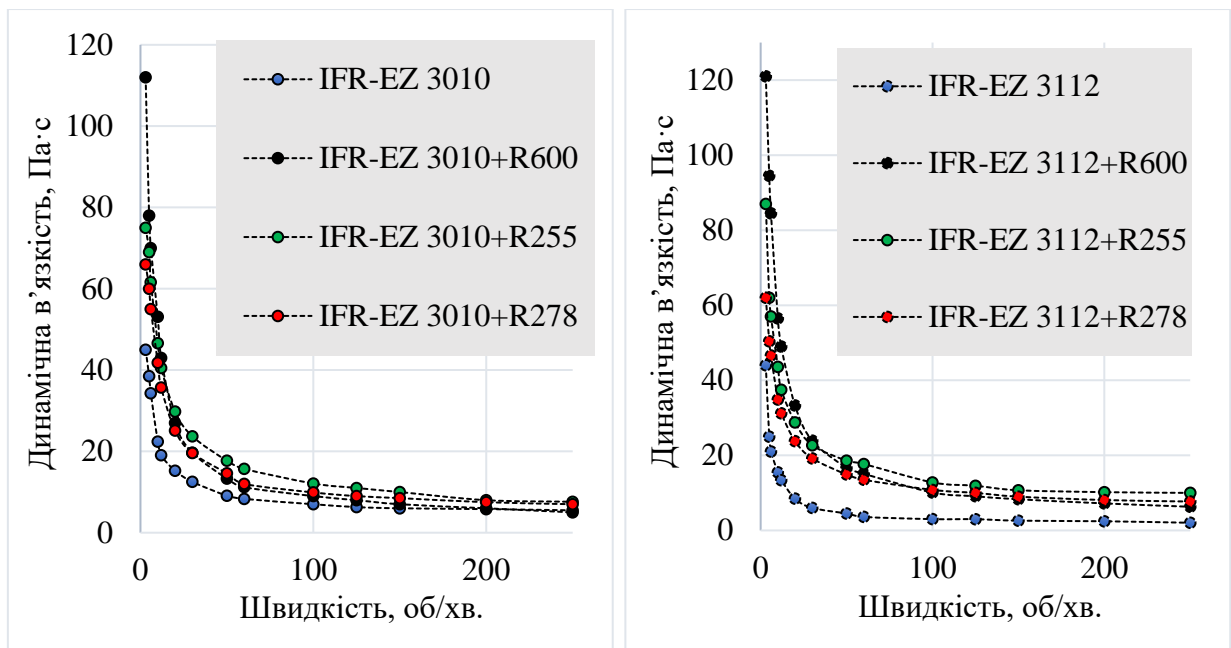 120
100
80
60
40
20
0
Динамічна в’язкість, Па·с
IFR-EZ 3010
IFR-EZ 3010+R600
IFR-EZ 3010+R255
IFR-EZ 3010+R278
0
100
200
Швидкість, об/хв.
120
100
80
60
40
20
0
Динамічна в’язкість, Па·с
IFR-EZ 3112
IFR-EZ 3112+R600
IFR-EZ 3112+R255
IFR-EZ 3112+R278
0
100
200
Швидкість, об/хв.